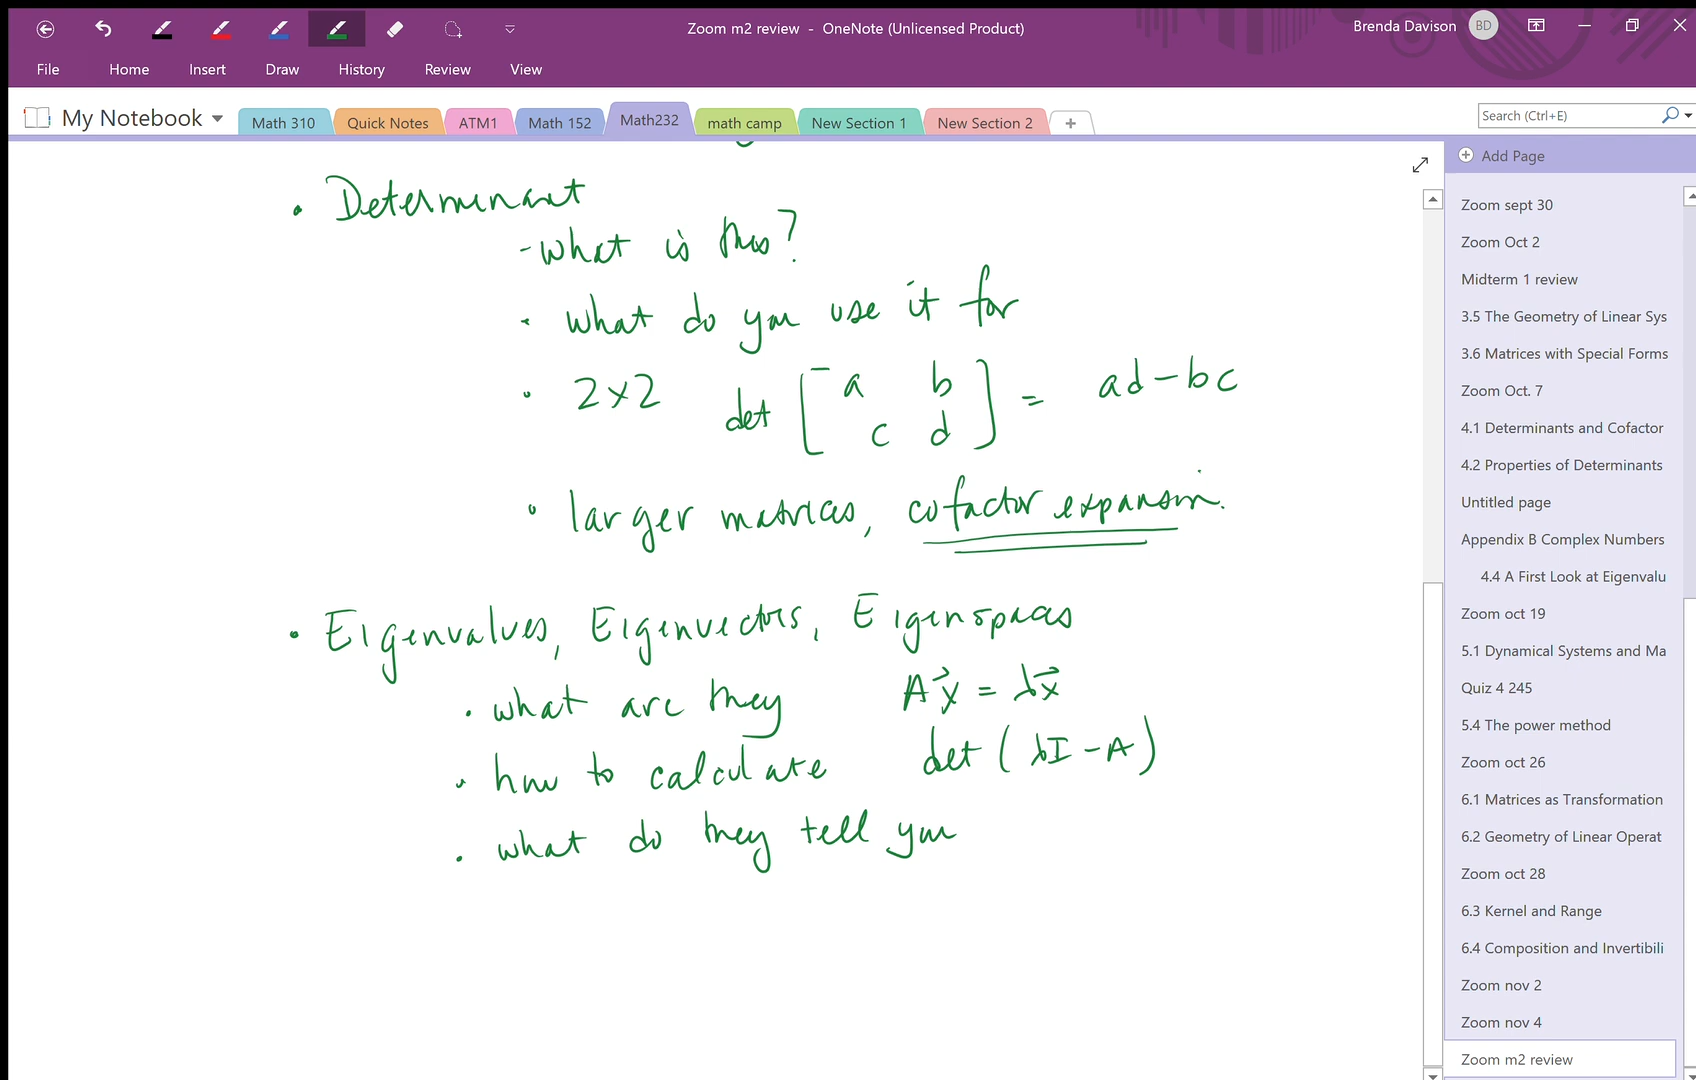 Zoom m2 review - OneNote (Unlicensed Product)
Brenda Davison BD
File Home Insert Draw History Review View
My Notebook Math 310 Quick Notes ATM1 Math 152 Math232 math camp New Section 1 New Section 2 +
Search (Ctrl+E)
Add Page
• Determinant
- what is this?
• what do you use it for
• 2x2 det [a b
c d] = ad - bc
• larger matrices, cofactor expansion.
• Eigenvalues, Eigenvectors, Eigenspaces
• what are they Ax⃗ = λx⃗
• how to calculate det (λI - A)
• what do they tell you
Zoom sept 30
Zoom Oct 2
Midterm 1 review
3.5 The Geometry of Linear Sys
3.6 Matrices with Special Forms
Zoom Oct. 7
4.1 Determinants and Cofactor
4.2 Properties of Determinants
Untitled page
Appendix B Complex Numbers
4.4 A First Look at Eigenvalu
Zoom oct 19
5.1 Dynamical Systems and Ma
Quiz 4 245
5.4 The power method
Zoom oct 26
6.1 Matrices as Transformation
6.2 Geometry of Linear Operat
Zoom oct 28
6.3 Kernel and Range
6.4 Composition and Invertibili
Zoom nov 2
Zoom nov 4
Zoom m2 review